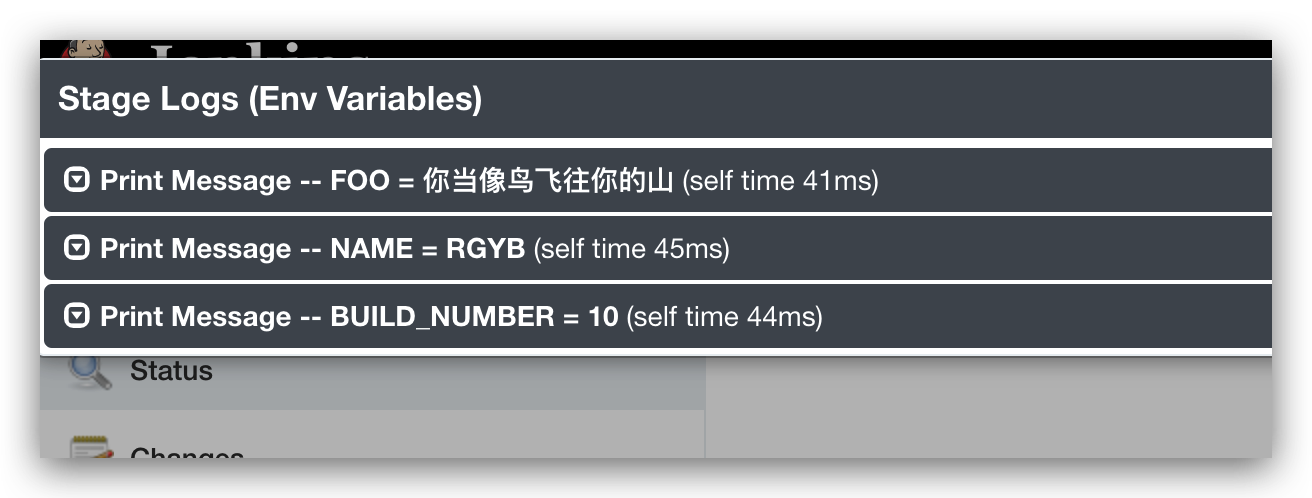 Jenkins
Stage Logs (Env Variables)
Print Message -- FOO = 你当像鸟飞往你的山 (self time 41ms)
Print Message -- NAME = RGYB (self time 45ms)
Print Message -- BUILD_NUMBER = 10 (self time 44ms)
Status
Changes